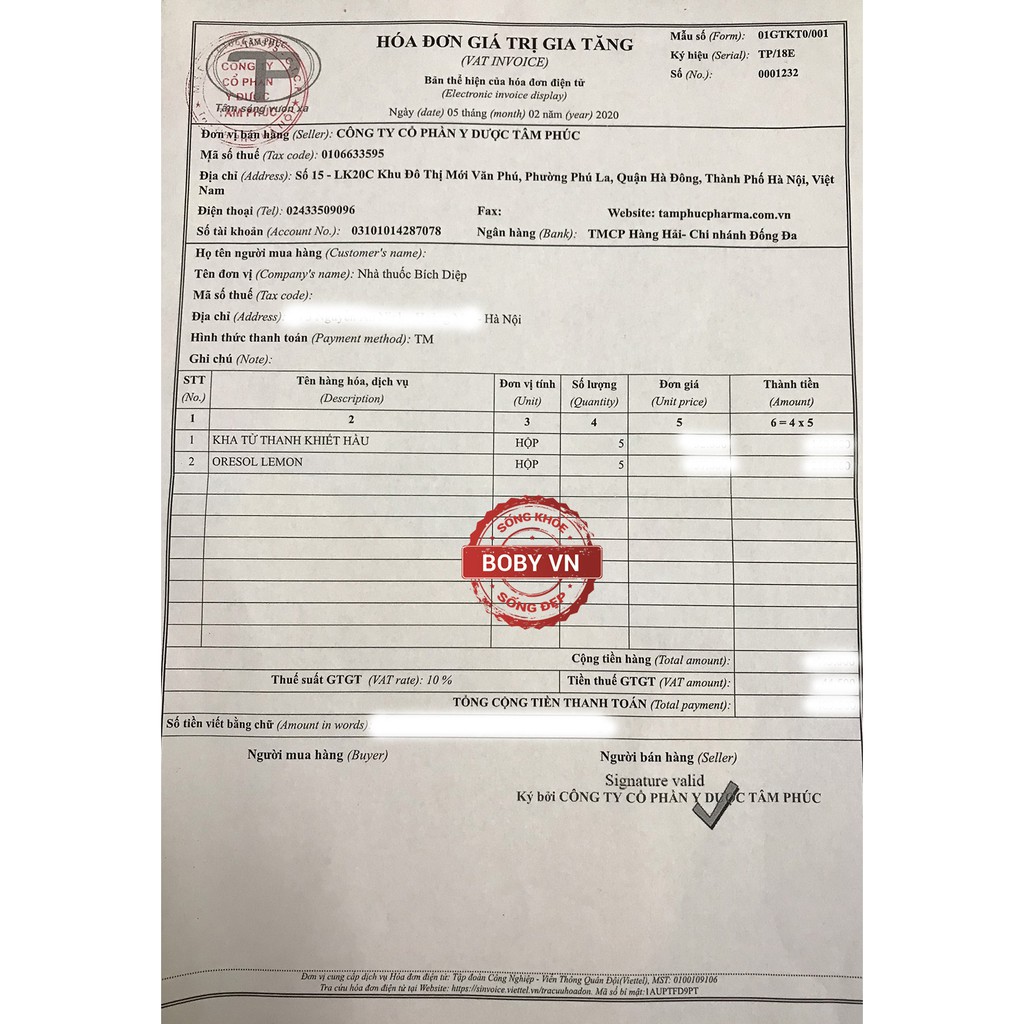 HÓA ĐƠN GIÁ TRỊ GIA TĂNG
(VAT INVOICE)
Bản thể hiện của hóa đơn điện tử
(Electronic invoice display)
Ngày (date) 05 tháng (month) 02 năm (year) 2020
Mẫu số (Form): 01GTKT0/001
Ký hiệu (Serial): TP/18E
Số (No.): 0001232
TÂM PHÚC
CÔNG TY
CỔ PHẦN
Y DƯỢC
TÂM PHÚC
Đơn vị bán hàng (Seller): CÔNG TY CỔ PHẦN Y DƯỢC TÂM PHÚC
Mã số thuế (Tax code): 0106633595
Địa chỉ (Address): Số 15 - LK20C Khu Đô Thị Mới Văn Phú, Phường Phú La, Quận Hà Đông, Thành Phố Hà Nội, Việt
Nam
Điện thoại (Tel): 02433509096 Fax: Website: tamphucpharma.com.vn
Số tài khoản (Account No.): 03101014287078 Ngân hàng (Bank): TMCP Hàng Hải- Chi nhánh Đống Đa
Họ tên người mua hàng (Customer's name):
Tên đơn vị (Company's name): Nhà thuốc Bích Diệp
Mã số thuế (Tax code):
Địa chỉ (Address) Hà Nội
Hình thức thanh toán (Payment method): TM
Ghi chú (Note):
STT Tên hàng hóa, dịch vụ Đơn vị tính Số lượng Đơn giá Thành tiền
(No.) (Description) (Unit) (Quantity) (Unit price) (Amount)
1 2 3 4 5 6 = 4 x 5
1 KHA TỬ THANH KHIẾT HẦU HỘP 5
2 ORESOL LEMON HỘP 5
SỐNG KHỎE
BOBY VN
SỐNG ĐẸP
Cộng tiền hàng (Total amount):
Thuế suất GTGT (VAT rate): 10 % Tiền thuế GTGT (VAT amount):
TỔNG CỘNG TIỀN THANH TOÁN (Total payment):
Số tiền viết bằng chữ (Amount in words)
Người mua hàng (Buyer) Người bán hàng (Seller)
Signature valid
Ký bởi CÔNG TY CỔ PHẦN Y DƯỢC TÂM PHÚC
Đơn vị cung cấp dịch vụ Hóa đơn điện tử: Tập đoàn Công Nghiệp - Viễn Thông Quân Đội(Viettel), MST: 0100109106
Tra cứu hóa đơn điện tử tại Website: https://sinvoice.viettel.vn/tracuuhoadon. Mã số bí mật:1AUPTFD9PT